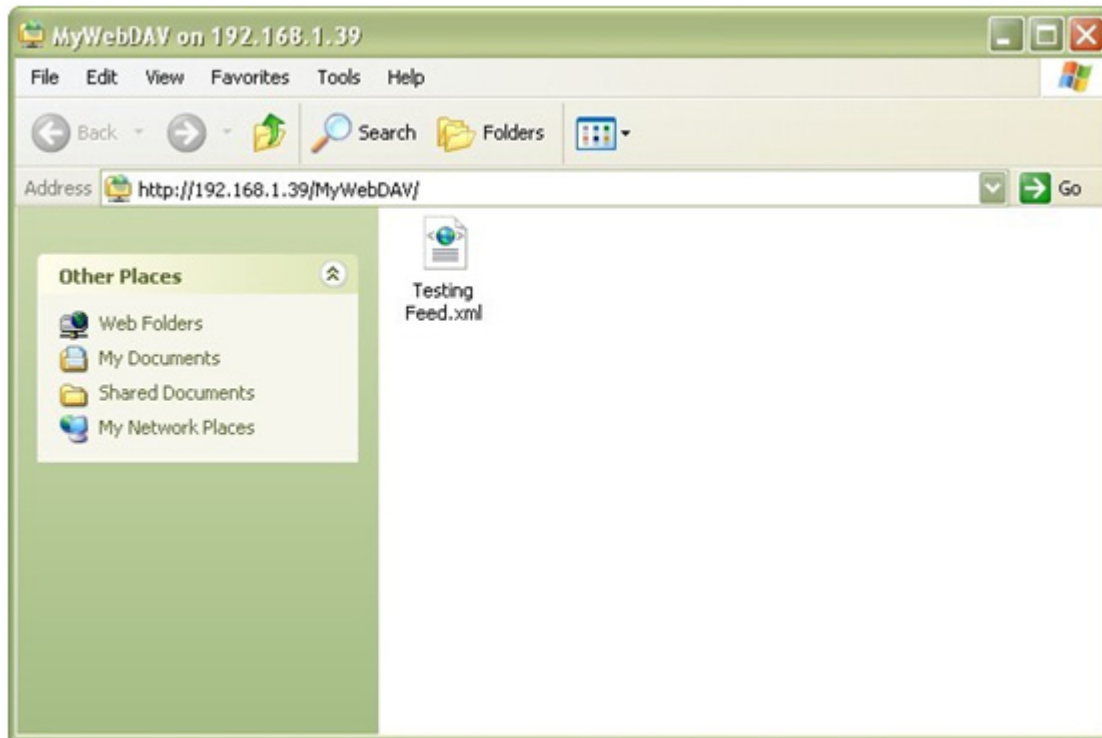 MyWebDAV on 192.168.1.39
File Edit View Favorites Tools Help
Back Search Folders
Address http://192.168.1.39/MyWebDAV/ Go
Other Places
Web Folders
My Documents
Shared Documents
My Network Places
Testing
Feed.xml